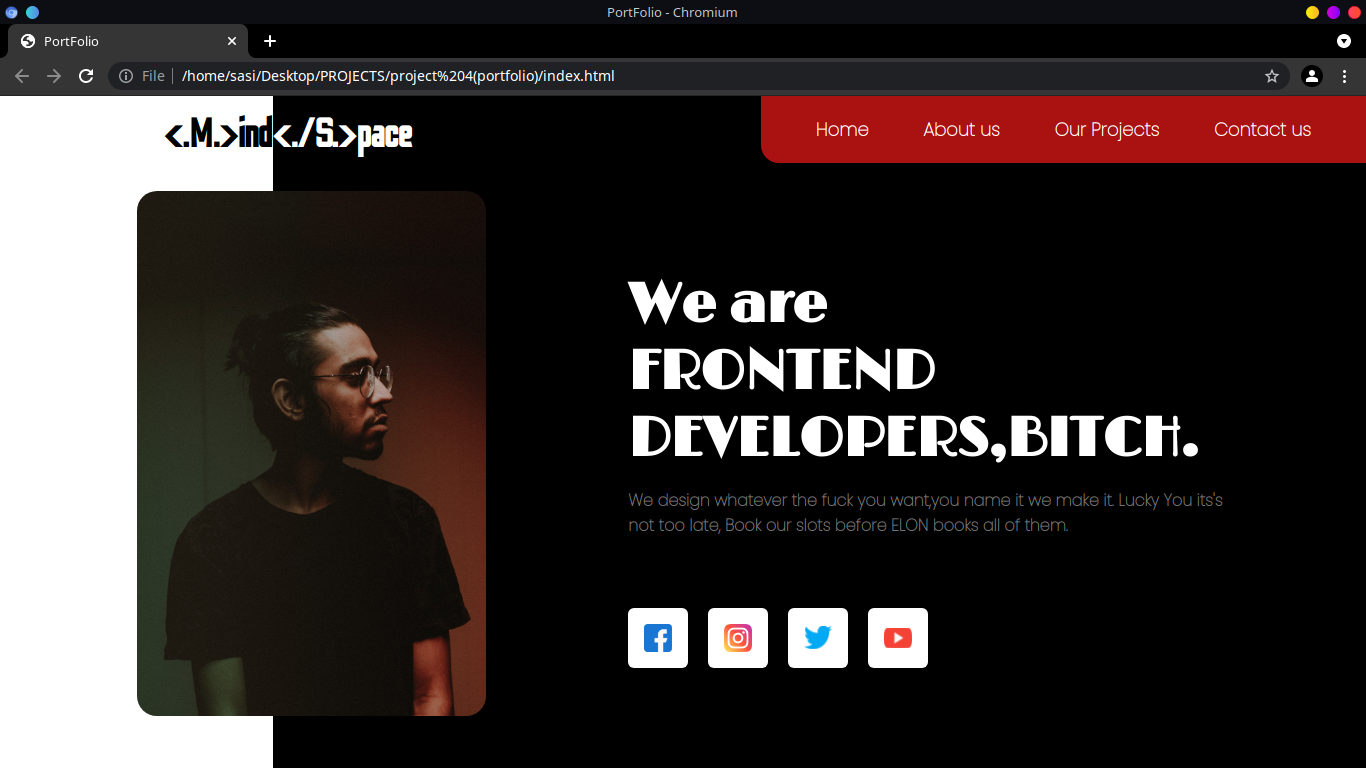 PortFolio - Chromium
PortFolio
File | /home/sasi/Desktop/PROJECTS/project%204(portfolio)/index.html
<.M.>ind<./S.>pace
Home About us Our Projects Contact us
We are
FRONTEND
DEVELOPERS,BITCH.
We design whatever the fuck you want,you name it we make it. Lucky You its's
not too late, Book our slots before ELON books all of them.